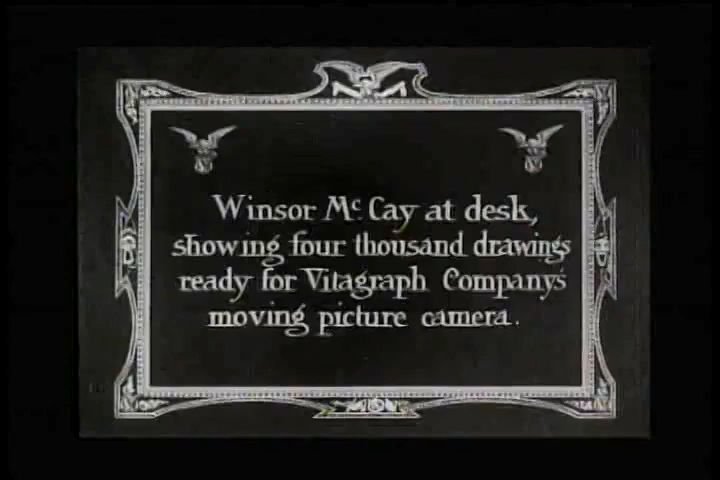 Winsor McCay at desk,
showing four thousand drawings
ready for Vitagraph Company's
moving picture camera.